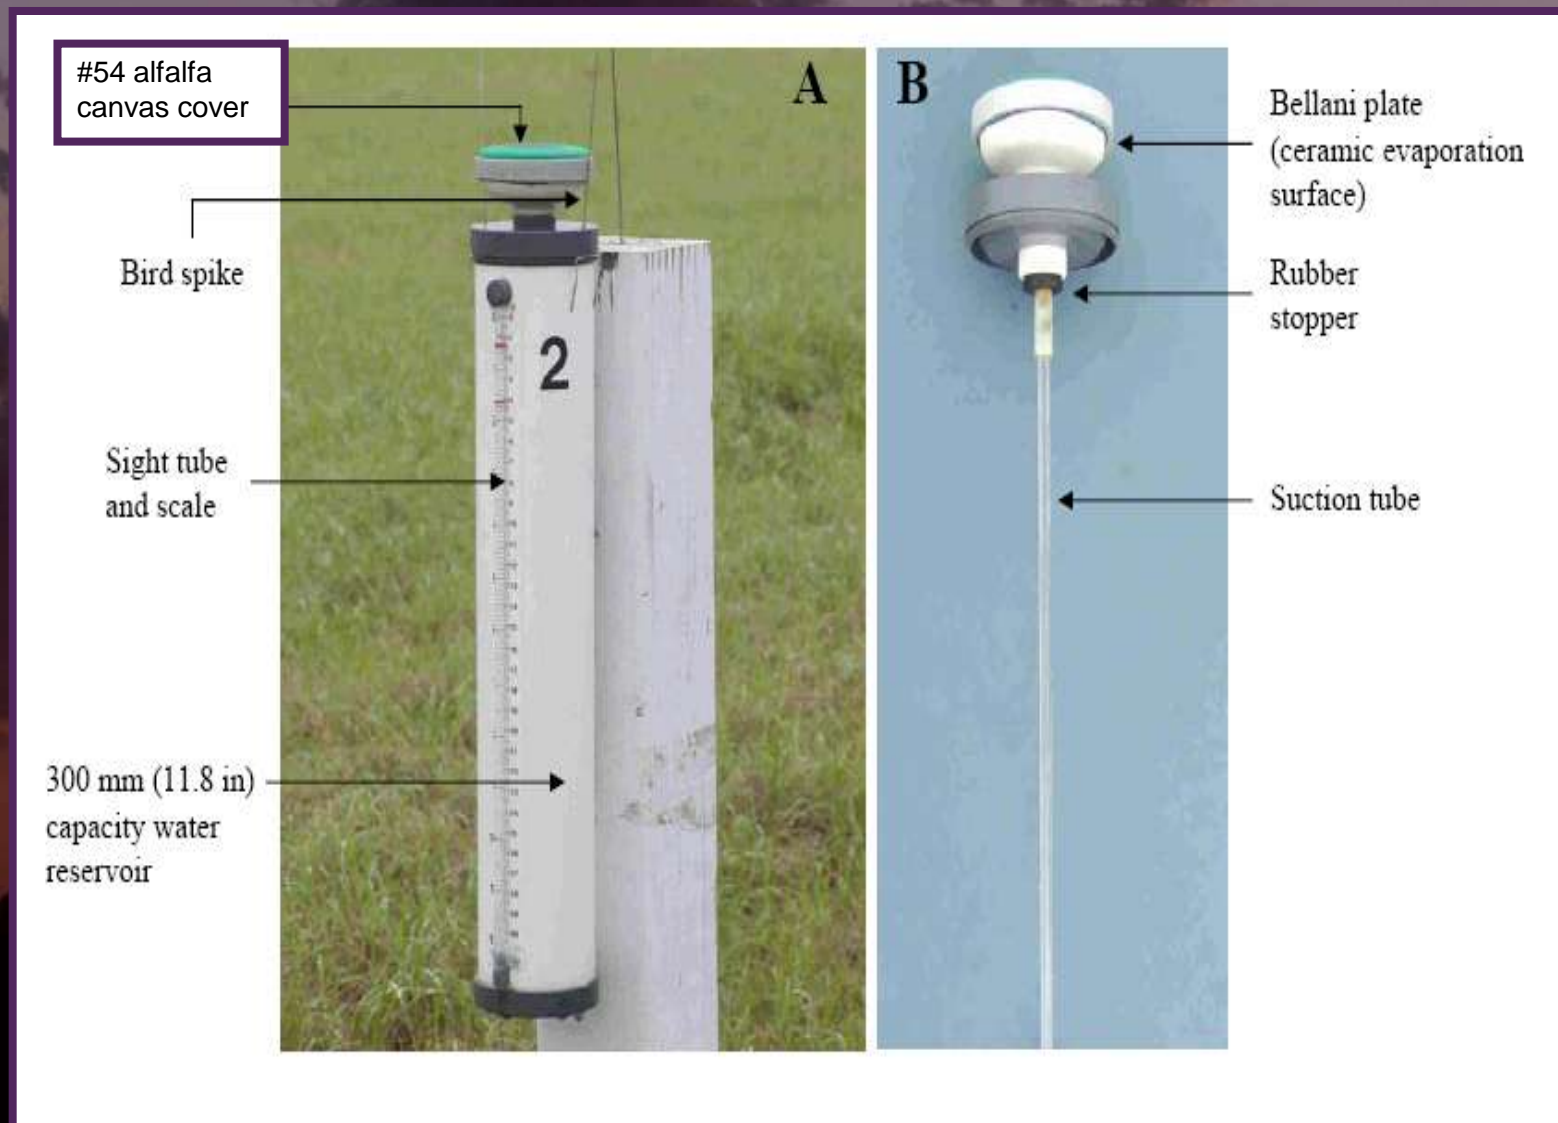 #54 alfalfa
canvas cover
A
B
Bellani plate
(ceramic evaporation
surface)
Bird spike
Rubber
stopper
2
Sight tube
and scale
Suction tube
300 mm (11.8 in)
capacity water
reservoir